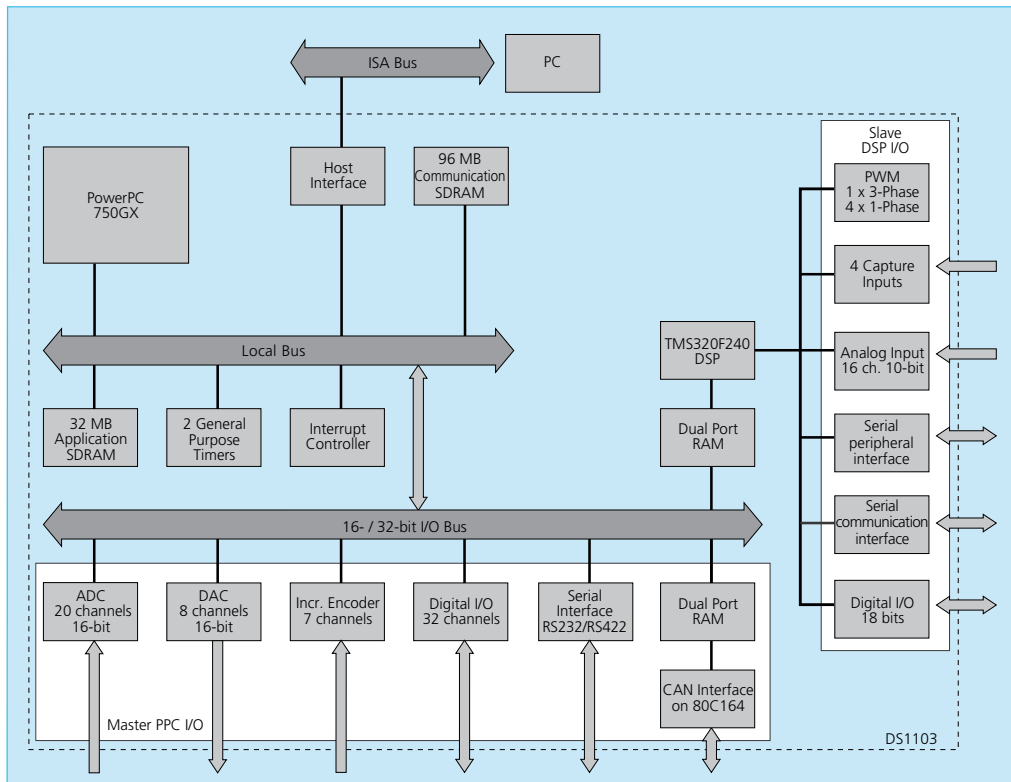 ISA Bus
PC
PowerPC
750GX
Host
Interface
96 MB
Communication
SDRAM
Slave
DSP I/O
PWM
1 x 3-Phase
4 x 1-Phase
4 Capture
Inputs
Local Bus
TMS320F240
DSP
Analog Input
16 ch. 10-bit
32 MB
Application
SDRAM
2 General
Purpose
Timers
Interrupt
Controller
Dual Port
RAM
Serial
peripheral
interface
16- / 32-bit I/O Bus
Serial
communication
interface
ADC
20 channels
16-bit
DAC
8 channels
16-bit
Incr. Encoder
7 channels
Digital I/O
32 channels
Serial
Interface
RS232/RS422
Dual Port
RAM
Digital I/O
18 bits
CAN Interface
on 80C164
Master PPC I/O
DS1103